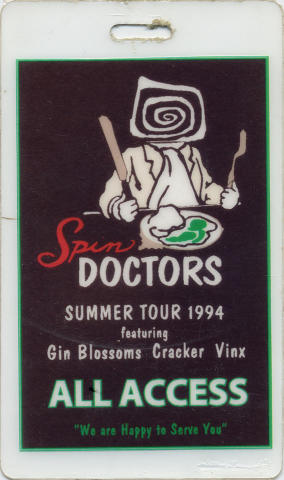 Spin
DOCTORS
SUMMER TOUR 1994
featuring
Gin Blossoms Cracker Vinx
ALL ACCESS
"We are Happy to Serve You"